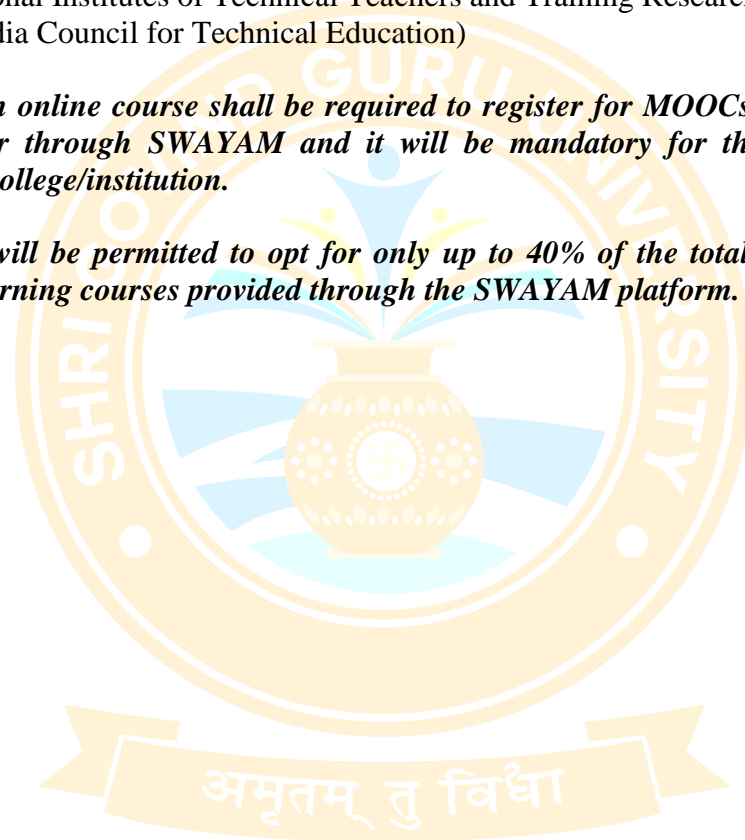 onal Institutes of Technical Teachers and Training Research
dia Council for Technical Education)
n online course shall be required to register for MOOCs
r through SWAYAM and it will be mandatory for th
ollege/institution.
will be permitted to opt for only up to 40% of the total
rning courses provided through the SWAYAM platform.
SHRI GOVIND GURU UNIVERSITY
अमृतम् तु विधा